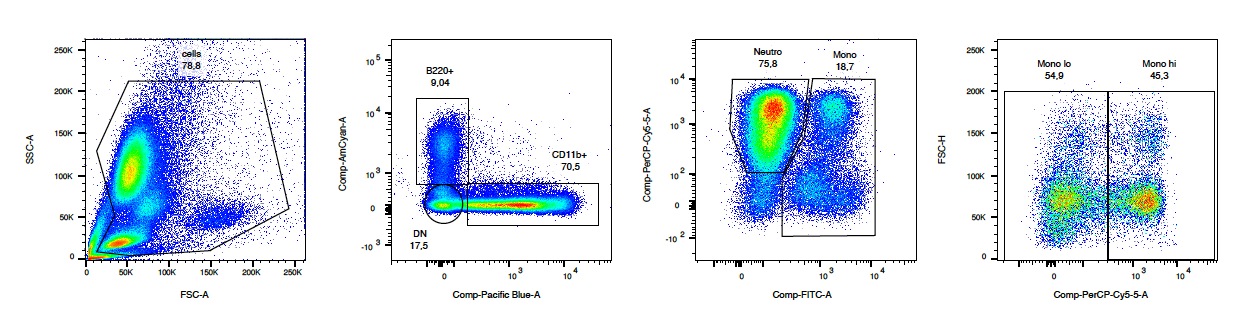 cells
78,8
250K
200K
150K
100K
50K
0
SSC-A
0
50K
100K
150K
200K
250K
FSC-A
B220+
9,04
CD11b+
70,5
DN
17,5
10 5
10 4
10 3
0
-10 3
Comp-AmCyan-A
0
10 3
10 4
Comp-Pacific Blue-A
Neutro
75,8
Mono
18,7
10 4
10 3
10 2
0
-10 2
Comp-PerCP-Cy5-5-A
0
10 3
10 4
Comp-FITC-A
Mono lo
54,9
Mono hi
45,3
250K
200K
150K
100K
50K
0
FSC-H
0
10 3
10 4
Comp-PerCP-Cy5-5-A